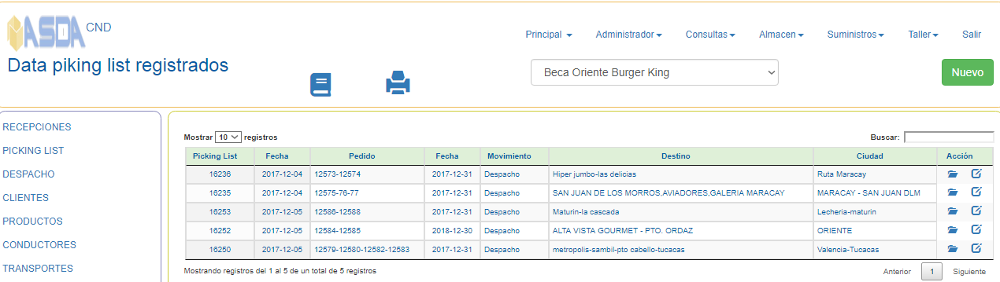 ASDA CND
Principal Administrador Consultas Almacen Suministros Taller Salir
Data piking list registrados
Beca Oriente Burger King
Nuevo
RECEPCIONES
PICKING LIST
DESPACHO
CLIENTES
PRODUCTOS
CONDUCTORES
TRANSPORTES
Mostrar 10 registros
Buscar:
Picking List Fecha Pedido Fecha Movimiento Destino Ciudad Acción
16236 2017-12-04 12573-12574 2017-12-31 Despacho Hiper jumbo-las delicias Ruta Maracay
16235 2017-12-04 12575-76-77 2017-12-31 Despacho SAN JUAN DE LOS MORROS,AVIADORES,GALERIA MARACAY MARACAY - SAN JUAN DLM
16253 2017-12-05 12586-12588 2017-12-31 Despacho Maturin-la cascada Lecheria-maturin
16252 2017-12-05 12584-12585 2018-12-30 Despacho ALTA VISTA GOURMET - PTO. ORDAZ ORIENTE
16250 2017-12-05 12579-12580-12582-12583 2017-12-31 Despacho metropolis-sambil-pto cabello-tucacas Valencia-Tucacas
Mostrando registros del 1 al 5 de un total de 5 registros
Anterior 1 Siguiente